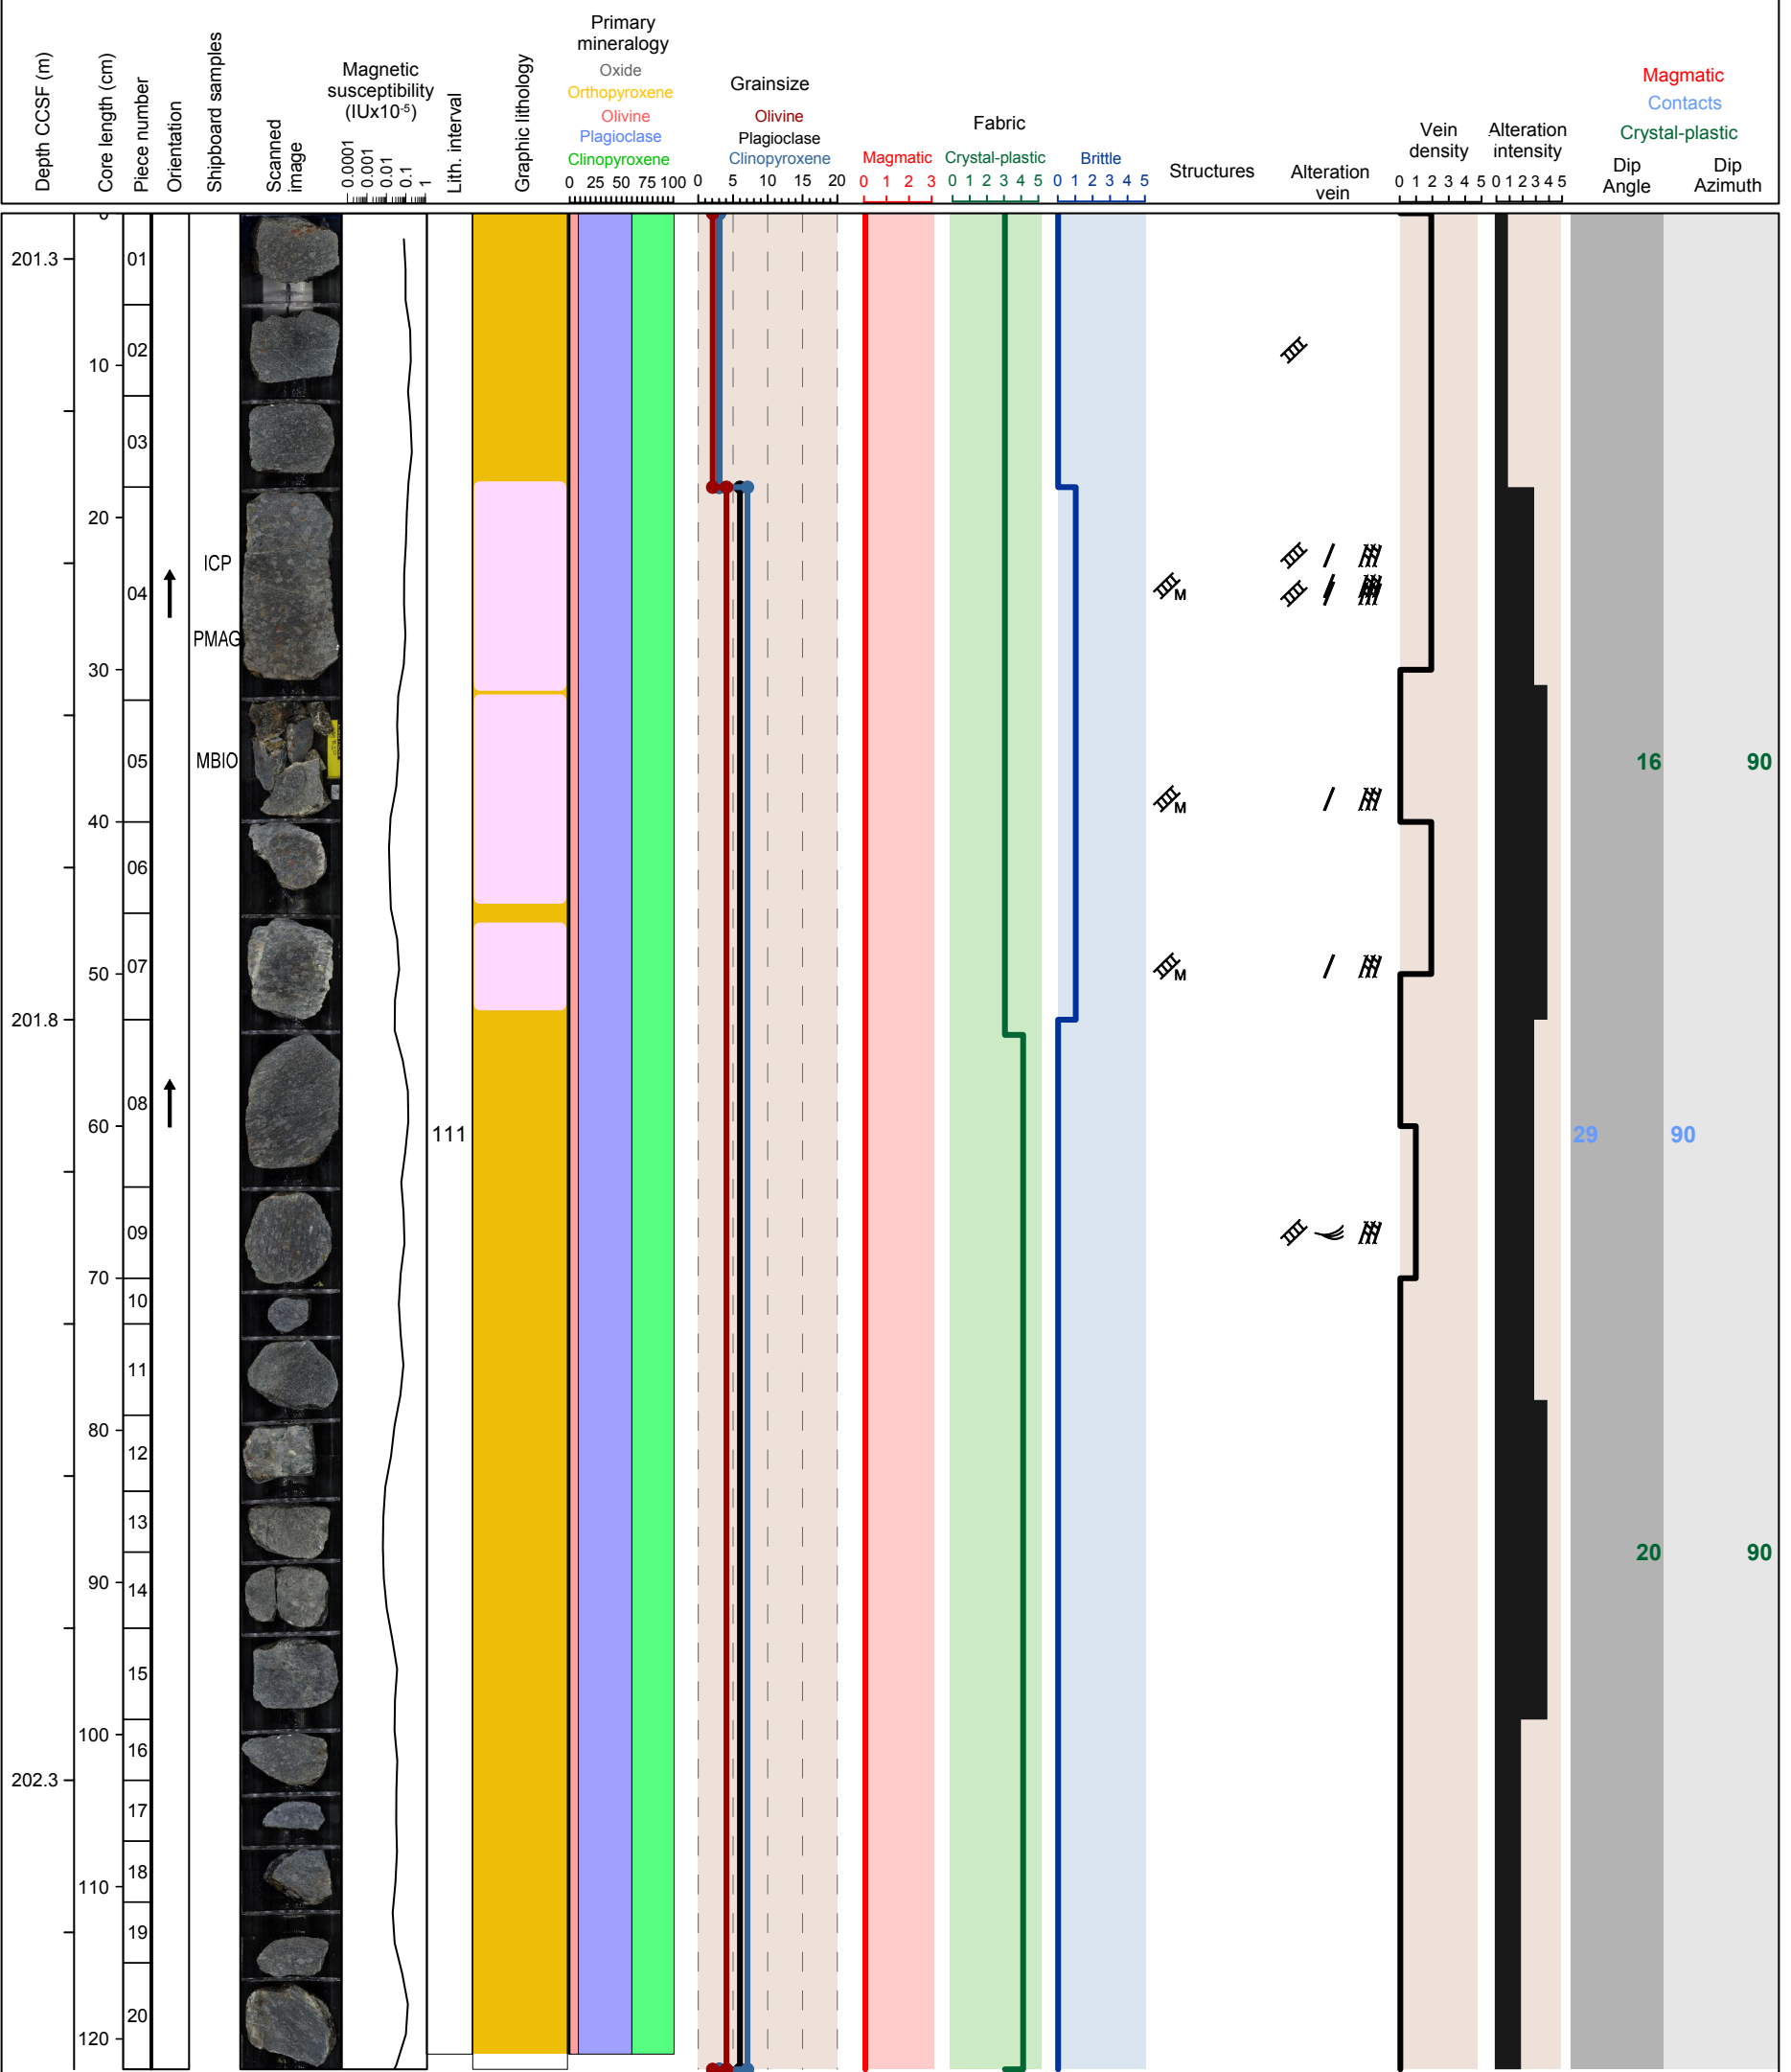 Depth CCSF (m)
Core length (cm)
Piece number
Orientation
Shipboard samples
Scanned
image
Magnetic
susceptibility
(IUx10-5)
0.0001
0.001
0.01
0.1
1
Lith. interval
Graphic lithology
Primary
mineralogy
Oxide
Orthopyroxene
Olivine
Plagioclase
Clinopyroxene
0 25 50 75 100
Grainsize
Olivine
Plagioclase
Clinopyroxene
0 5 10 15 20
Fabric
Magmatic Crystal-plastic Brittle
0 1 2 3 0 1 2 3 4 5 0 1 2 3 4 5
Structures
Alteration
vein
Vein
density
0 1 2 3 4 5
Alteration
intensity
0 1 2 3 4 5
Magmatic
Contacts
Crystal-plastic
Dip
Angle
Dip
Azimuth
0
201.3 01
02
10
03
20
ICP
04
M
PMAG
30
05 MBIO 16 90
M
40
06
07 M
50
201.8
08
60 111 29 90
09
70
10
11
80
12
13
20 90
90 14
15
100
16
202.3
17
18
110
19
20
120